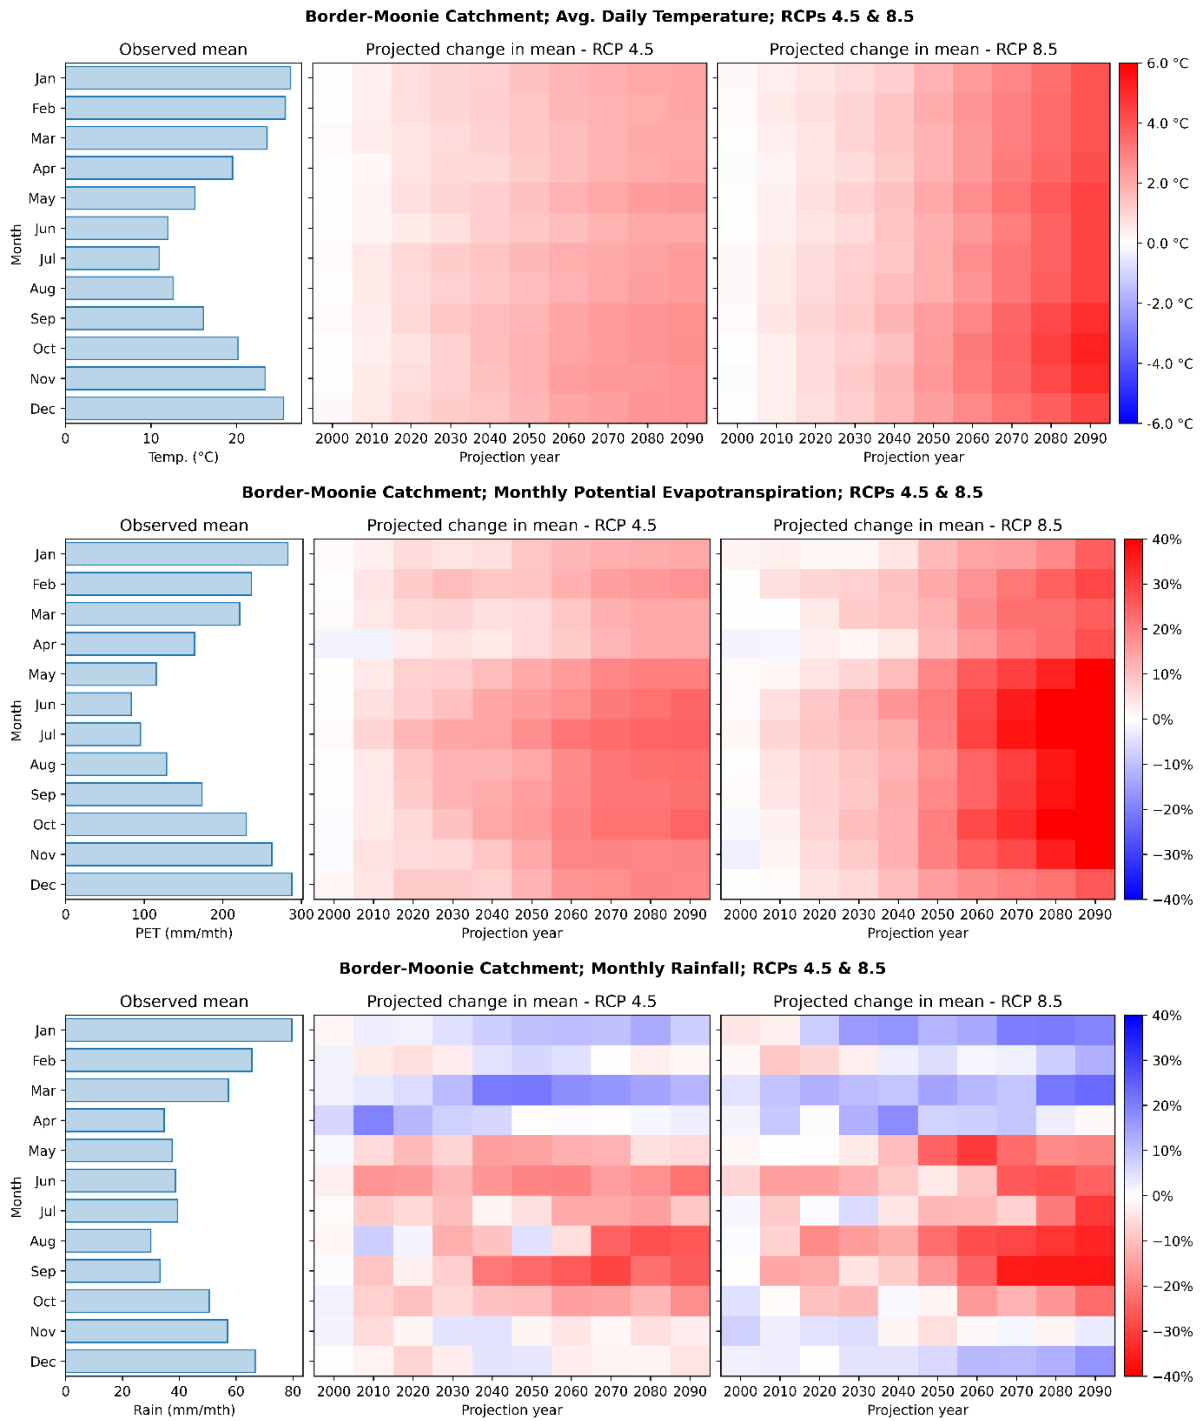 Border-Moonie Catchment; Avg. Daily Temperature; RCPs 4.5 & 8.5
Observed mean
Projected change in mean - RCP 4.5
Projected change in mean - RCP 8.5
Month
Jan
Feb
Mar
Apr
May
Jun
Jul
Aug
Sep
Oct
Nov
Dec
0 10 20
Temp. (°C)
2000 2010 2020 2030 2040 2050 2060 2070 2080 2090
Projection year
2000 2010 2020 2030 2040 2050 2060 2070 2080 2090
Projection year
6.0 °C
4.0 °C
2.0 °C
0.0 °C
-2.0 °C
-4.0 °C
-6.0 °C
Border-Moonie Catchment; Monthly Potential Evapotranspiration; RCPs 4.5 & 8.5
Observed mean
Projected change in mean - RCP 4.5
Projected change in mean - RCP 8.5
Month
Jan
Feb
Mar
Apr
May
Jun
Jul
Aug
Sep
Oct
Nov
Dec
0 100 200 300
PET (mm/mth)
2000 2010 2020 2030 2040 2050 2060 2070 2080 2090
Projection year
2000 2010 2020 2030 2040 2050 2060 2070 2080 2090
Projection year
40%
30%
20%
10%
0%
−10%
−20%
−30%
−40%
Border-Moonie Catchment; Monthly Rainfall; RCPs 4.5 & 8.5
Observed mean
Projected change in mean - RCP 4.5
Projected change in mean - RCP 8.5
Month
Jan
Feb
Mar
Apr
May
Jun
Jul
Aug
Sep
Oct
Nov
Dec
0 20 40 60 80
Rain (mm/mth)
2000 2010 2020 2030 2040 2050 2060 2070 2080 2090
Projection year
2000 2010 2020 2030 2040 2050 2060 2070 2080 2090
Projection year
40%
30%
20%
10%
0%
−10%
−20%
−30%
−40%